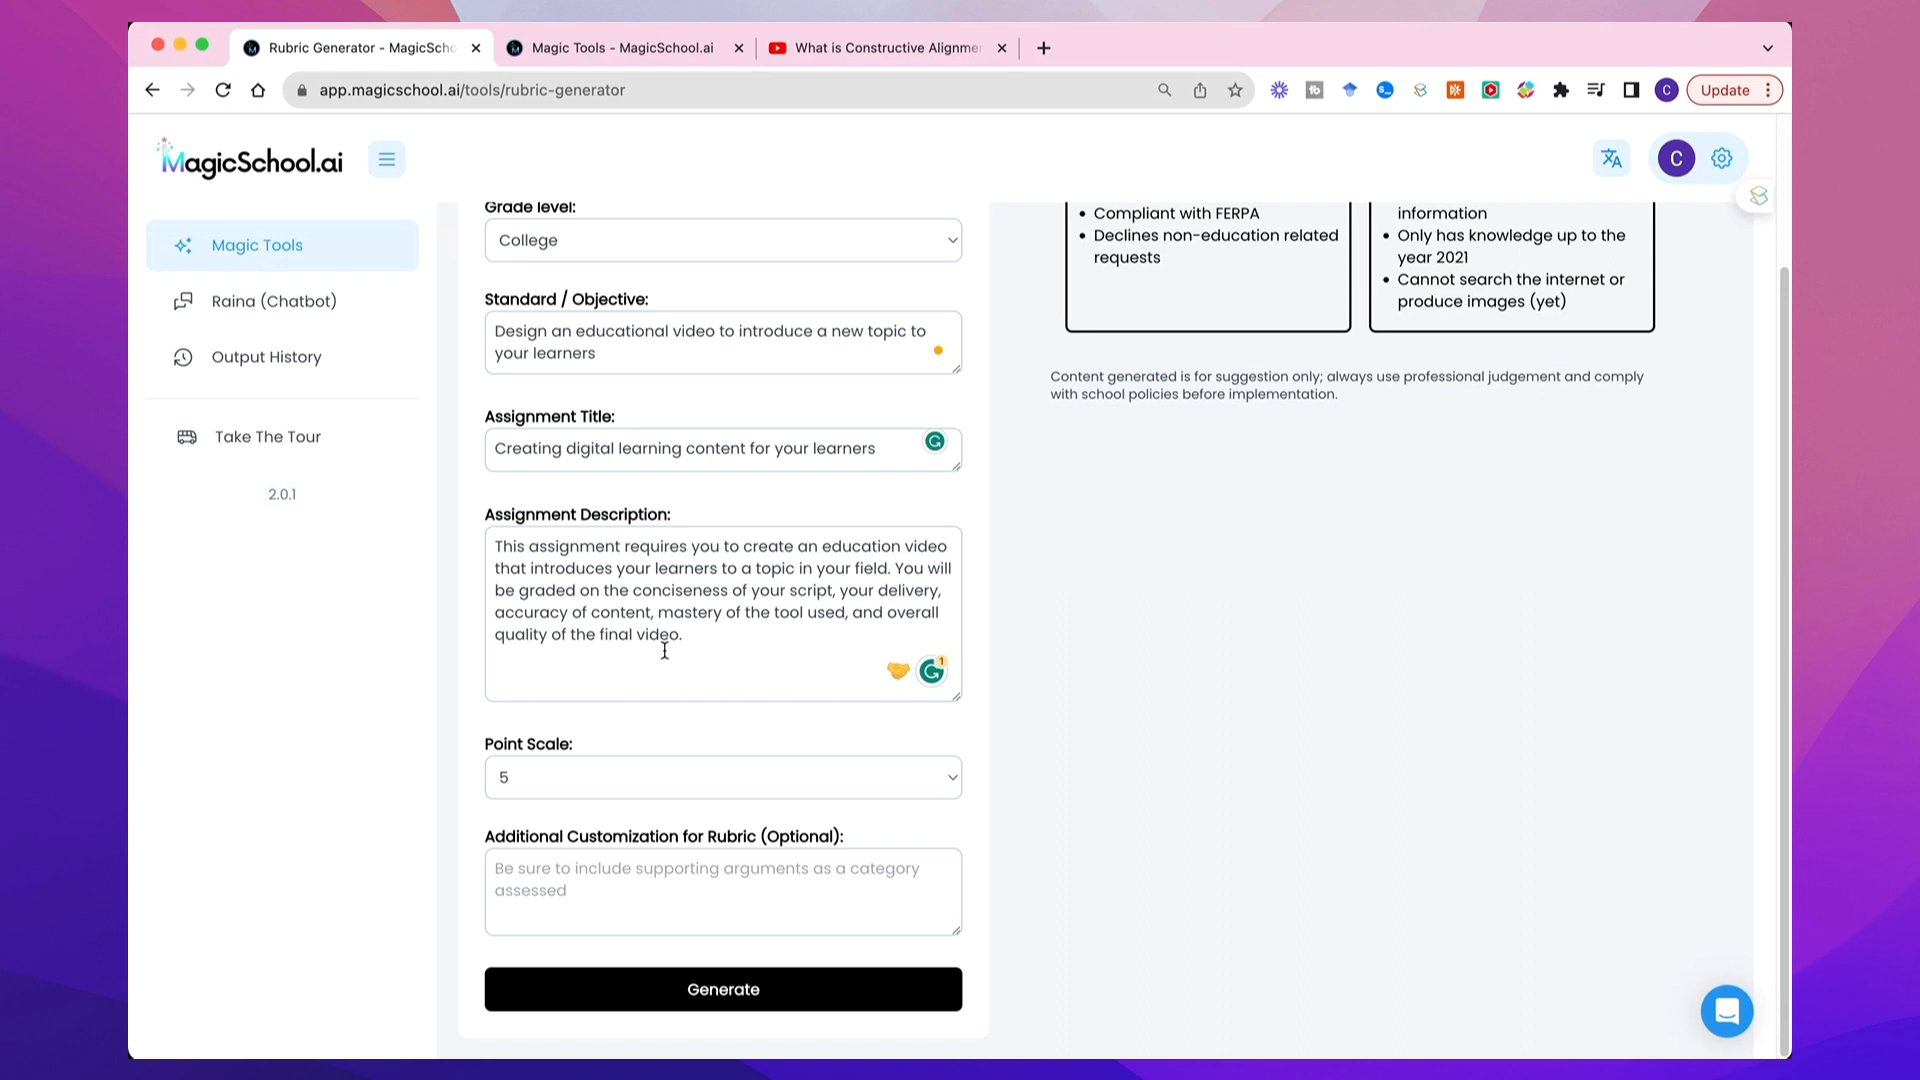 Rubric Generator - MagicScho
Magic Tools - MagicSchool.ai
What is Constructive Alignme
app.magicschool.ai/tools/rubric-generator
Update
MagicSchool.ai
C
Magic Tools
Raina (Chatbot)
Output History
Take The Tour
2.0.1
Grade level:
College
Standard / Objective:
Design an educational video to introduce a new topic to
your learners
Assignment Title:
Creating digital learning content for your learners
Assignment Description:
This assignment requires you to create an education video
that introduces your learners to a topic in your field. You will
be graded on the conciseness of your script, your delivery,
accuracy of content, mastery of the tool used, and overall
quality of the final video.
1
Point Scale:
5
Additional Customization for Rubric (Optional):
Be sure to include supporting arguments as a category
assessed
Generate
• Compliant with FERPA
• Declines non-education related
requests
information
• Only has knowledge up to the
year 2021
• Cannot search the internet or
produce images (yet)
Content generated is for suggestion only; always use professional judgement and comply
with school policies before implementation.